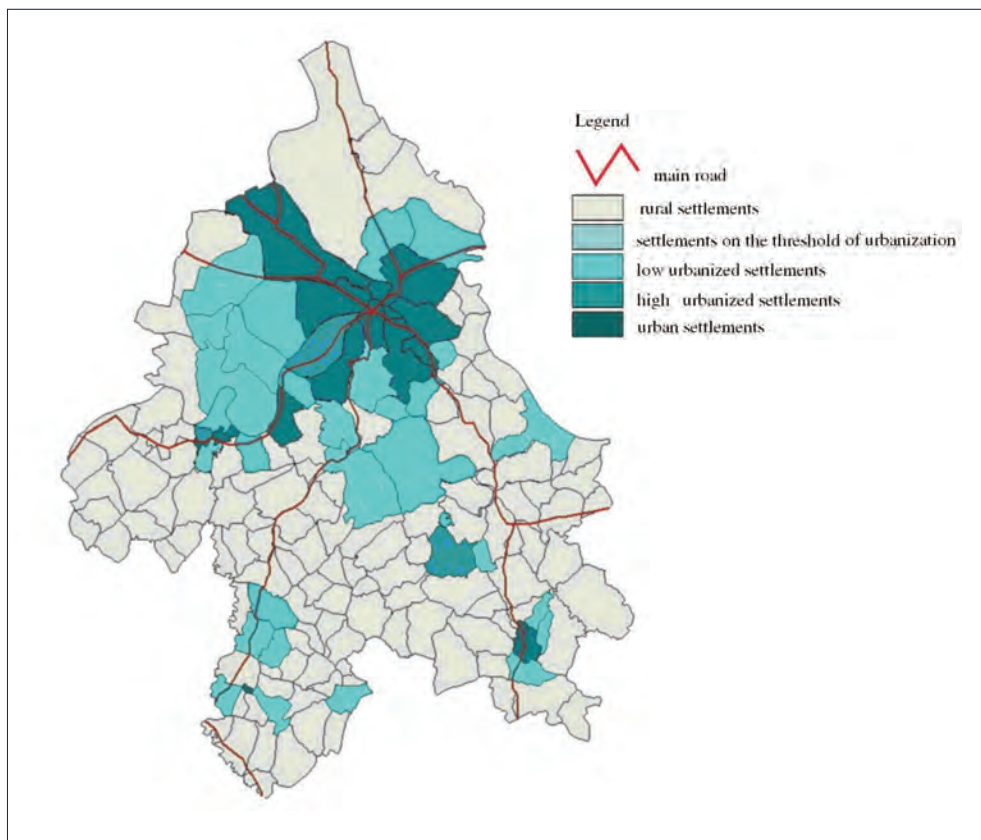 Legend
main road
rural settlements
settlements on the threshold of urbanization
low urbanized settlements
high urbanized settlements
urban settlements